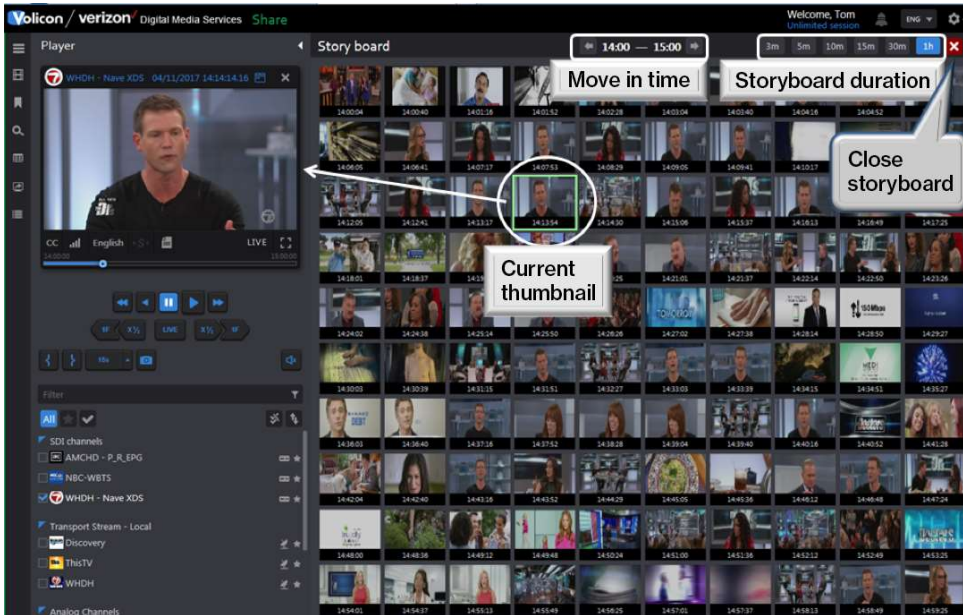 Volicon / verizon✓ Digital Media Services Share
Welcome, Tom
Unlimited session
ENG
Player
Story board
14:00 — 15:00
3m 5m 10m 15m 30m 1h
Move in time
Storyboard duration
Close
storyboard
WHDH - Nave XDS 04/11/2017 14:14:14.16
CC English LIVE
14:00:00 15:00:00
Current
thumbnail
1F X½ LIVE X½ 1F
Filter
All
SDI channels
AMCHD - P_R_EPG
NBC-WBTS
WHDH - Nave XDS
Transport Stream - Local
Discovery
ThisTV
WHDH
Analog Channels
14:00:04 14:00:40 14:01:16 14:01:52 14:02:28 14:03:04 14:03:40 14:04:16 14:04:52
14:06:05 14:06:41 14:07:17 14:07:53 14:08:29 14:09:05 14:09:41 14:10:17
14:12:05 14:12:41 14:13:17 14:13:54 14:14:30 14:15:06 14:15:37 14:16:13 14:16:49 14:17:25
14:18:01 14:18:37 14:21:01 14:21:37 14:22:14 14:22:50 14:23:26
14:24:02 14:24:38 14:25:14 14:25:50 14:26:26 14:27:02 14:27:38 14:28:14 14:28:50 14:29:27
14:30:03 14:30:39 14:31:15 14:31:51 14:32:27 14:33:03 14:33:39 14:34:15 14:34:51 14:35:27
14:36:03 14:36:40 14:37:16 14:37:52 14:38:28 14:39:04 14:39:40 14:40:16 14:40:52 14:41:28
14:42:04 14:42:40 14:43:16 14:43:52 14:44:29 14:45:05 14:45:36 14:46:12 14:46:48 14:47:24
14:48:00 14:48:36 14:49:12 14:49:48 14:50:24 14:51:00 14:51:36 14:52:12 14:52:49 14:53:25
14:54:01 14:54:37 14:55:13 14:55:49 14:56:25 14:57:01 14:57:37 14:58:13 14:58:49 14:59:25